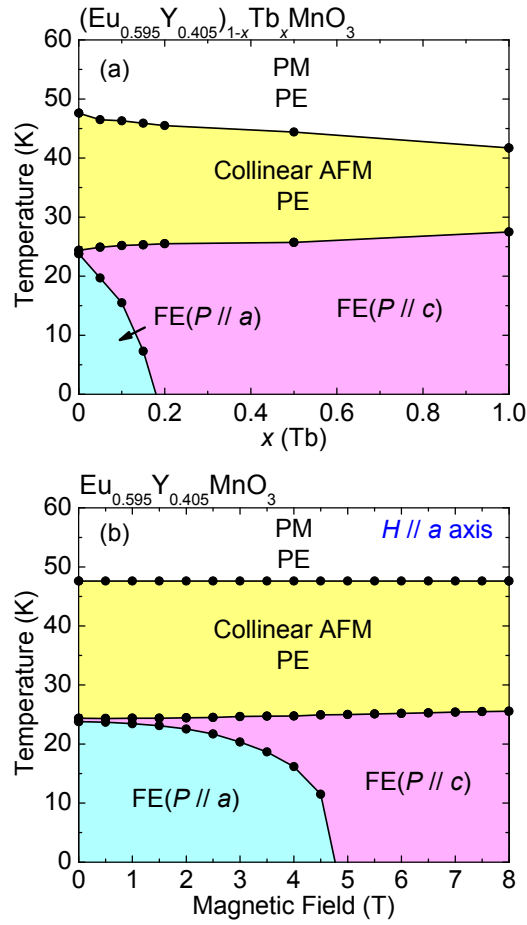 (Eu0.595Y0.405)1-xTbxMnO3
(a)
PM
PE
Collinear AFM
PE
FE(P // a)
FE(P // c)
Temperature (K)
60
50
40
30
20
10
0
0 0.2 0.4 0.6 0.8 1.0
x (Tb)
Eu0.595Y0.405MnO3
(b)
PM
PE
H // a axis
Collinear AFM
PE
FE(P // a)
FE(P // c)
Temperature (K)
60
50
40
30
20
10
0
0 1 2 3 4 5 6 7 8
Magnetic Field (T)